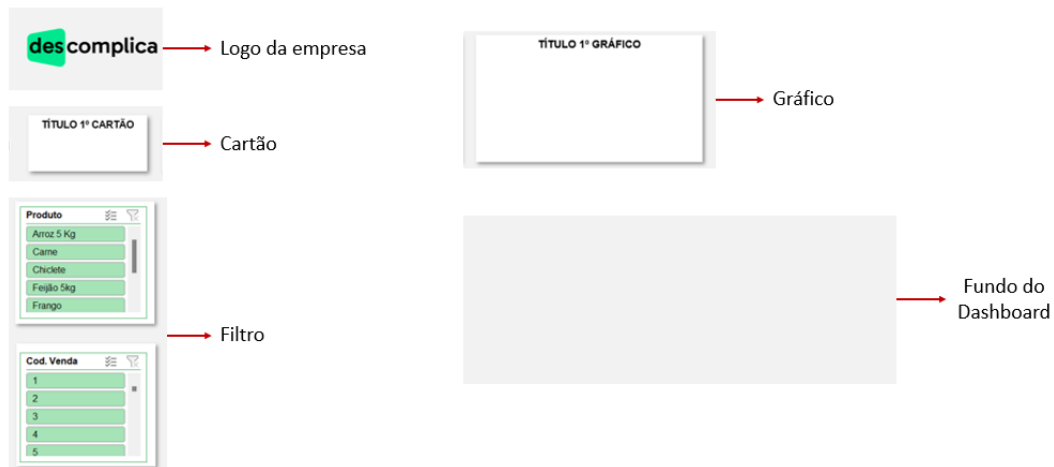 descomplica
Logo da empresa
TÍTULO 1º CARTÃO
Cartão
Produto
Arroz 5 Kg
Carne
Chiclete
Feijão 5kg
Frango
Filtro
Cod. Venda
1
2
3
4
5
TÍTULO 1º GRÁFICO
Gráfico
Fundo do
Dashboard